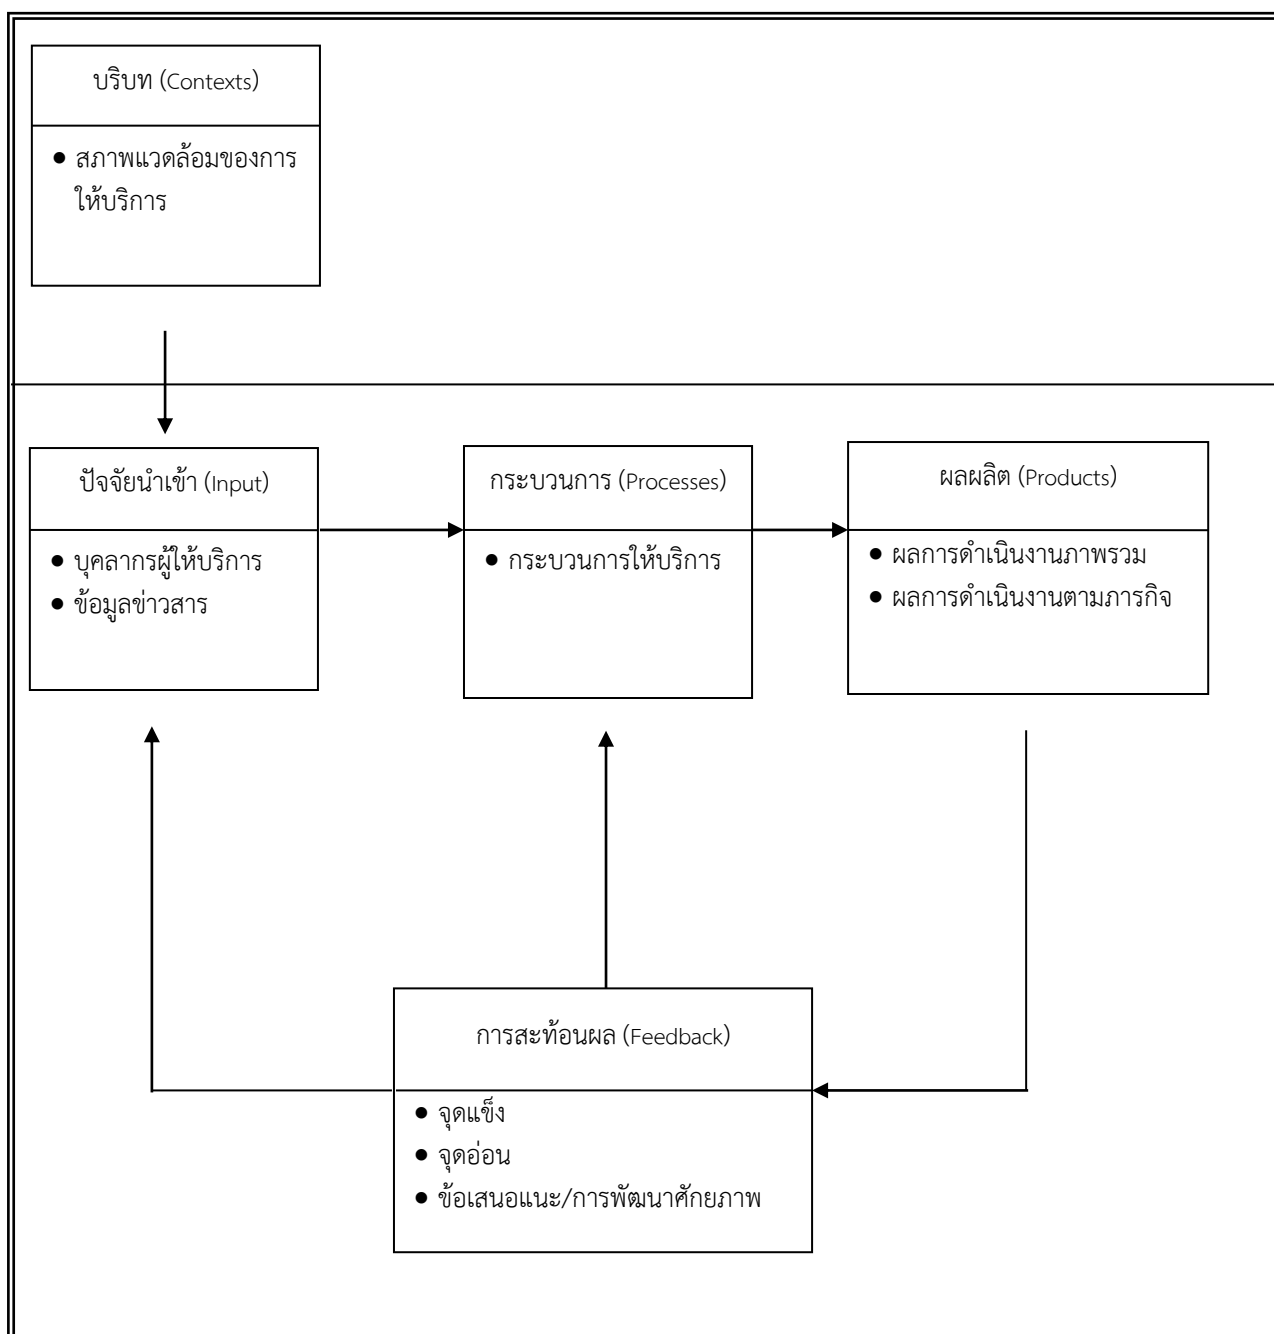 บริบท (Contexts)
● สภาพแวดล้อมของการ
ให้บริการ
ปัจจัยนำเข้า (Input)
● บุคลากรผู้ให้บริการ
● ข้อมูลข่าวสาร
กระบวนการ (Processes)
● กระบวนการให้บริการ
ผลผลิต (Products)
● ผลการดำเนินงานภาพรวม
● ผลการดำเนินงานตามภารกิจ
การสะท้อนผล (Feedback)
● จุดแข็ง
● จุดอ่อน
● ข้อเสนอแนะ/การพัฒนาศักยภาพ